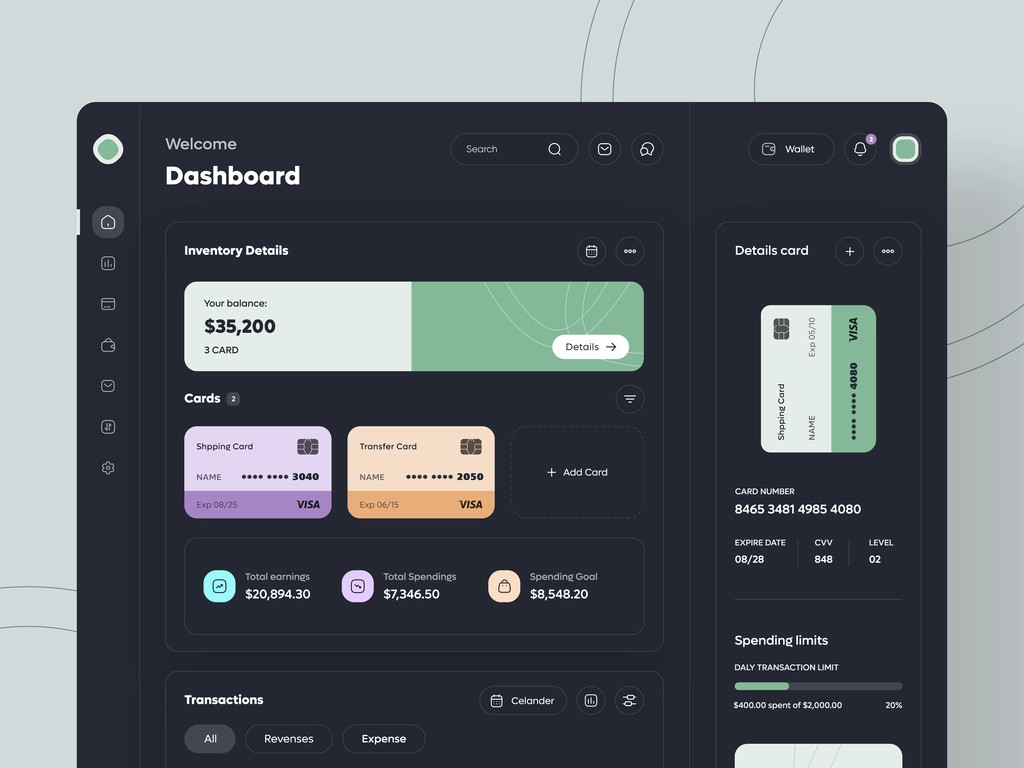 Welcome
Dashboard
Search
Wallet
2
Inventory Details
Your balance:
$35,200
3 CARD
Details
Cards 2
Shpping Card
NAME •••• •••• 3040
Exp 08/25 VISA
Transfer Card
NAME •••• •••• 2050
Exp 06/15 VISA
Add Card
Total earnings
$20,894.30
Total Spendings
$7,346.50
Spending Goal
$8,548.20
Transactions
Celander
All
Revenses
Expense
Details card
Shpping Card
NAME Exp 05/10
•••• •••• 4080 VISA
CARD NUMBER
8465 3481 4985 4080
EXPIRE DATE CVV LEVEL
08/28 848 02
Spending limits
DALY TRANSACTION LIMIT
$400.00 spent of $2,000.00 20%